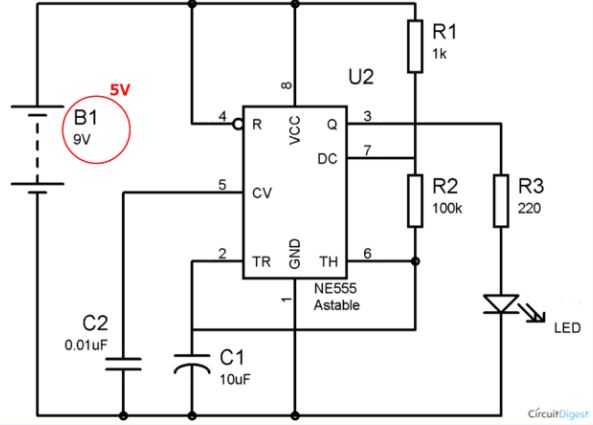 R1
1k
5V
B1
9V
U2
8
4
R
VCC
Q
3
DC
7
5
CV
R2
100k
R3
220
2
TR
GND
TH
6
1
NE555
Astable
C2
0.01uF
C1
10uF
LED
CircuitDigest